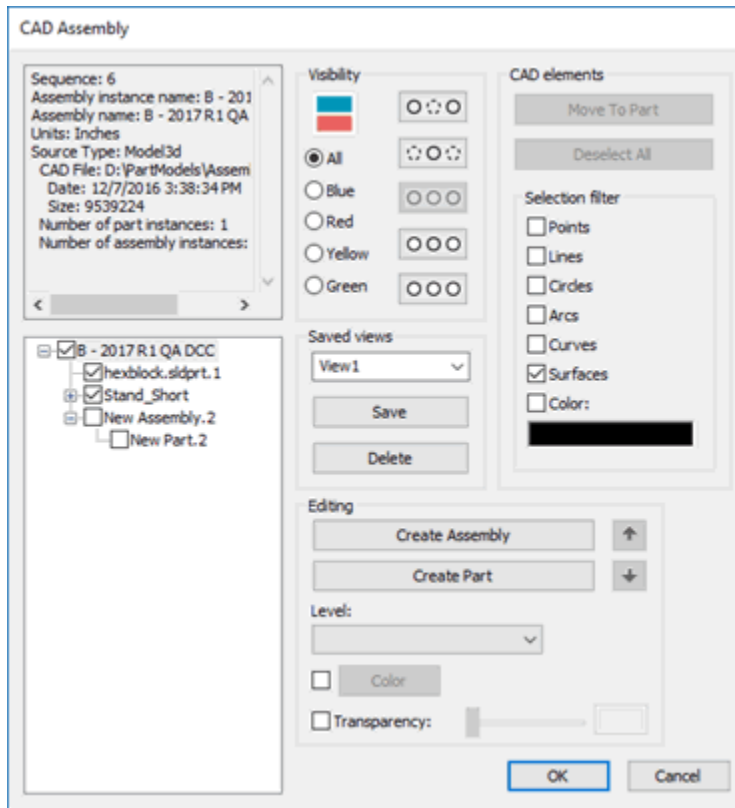 CAD Assembly
Sequence: 6
Assembly instance name: B - 201
Assembly name: B - 2017 R1 QA
Units: Inches
Source Type: Model3d
CAD File: D:\PartModels\Assem
Date: 12/7/2016 3:38:34 PM
Size: 9539224
Number of part instances: 1
Number of assembly instances:
B - 2017 R1 QA DCC
hexblock.sldprt.1
Stand_Short
New Assembly.2
New Part.2
Visibility
All
Blue
Red
Yellow
Green
Saved views
View1
Save
Delete
CAD elements
Move To Part
Deselect All
Selection filter
Points
Lines
Circles
Arcs
Curves
Surfaces
Color:
Editing
Create Assembly
Create Part
Level:
Color
Transparency:
OK
Cancel